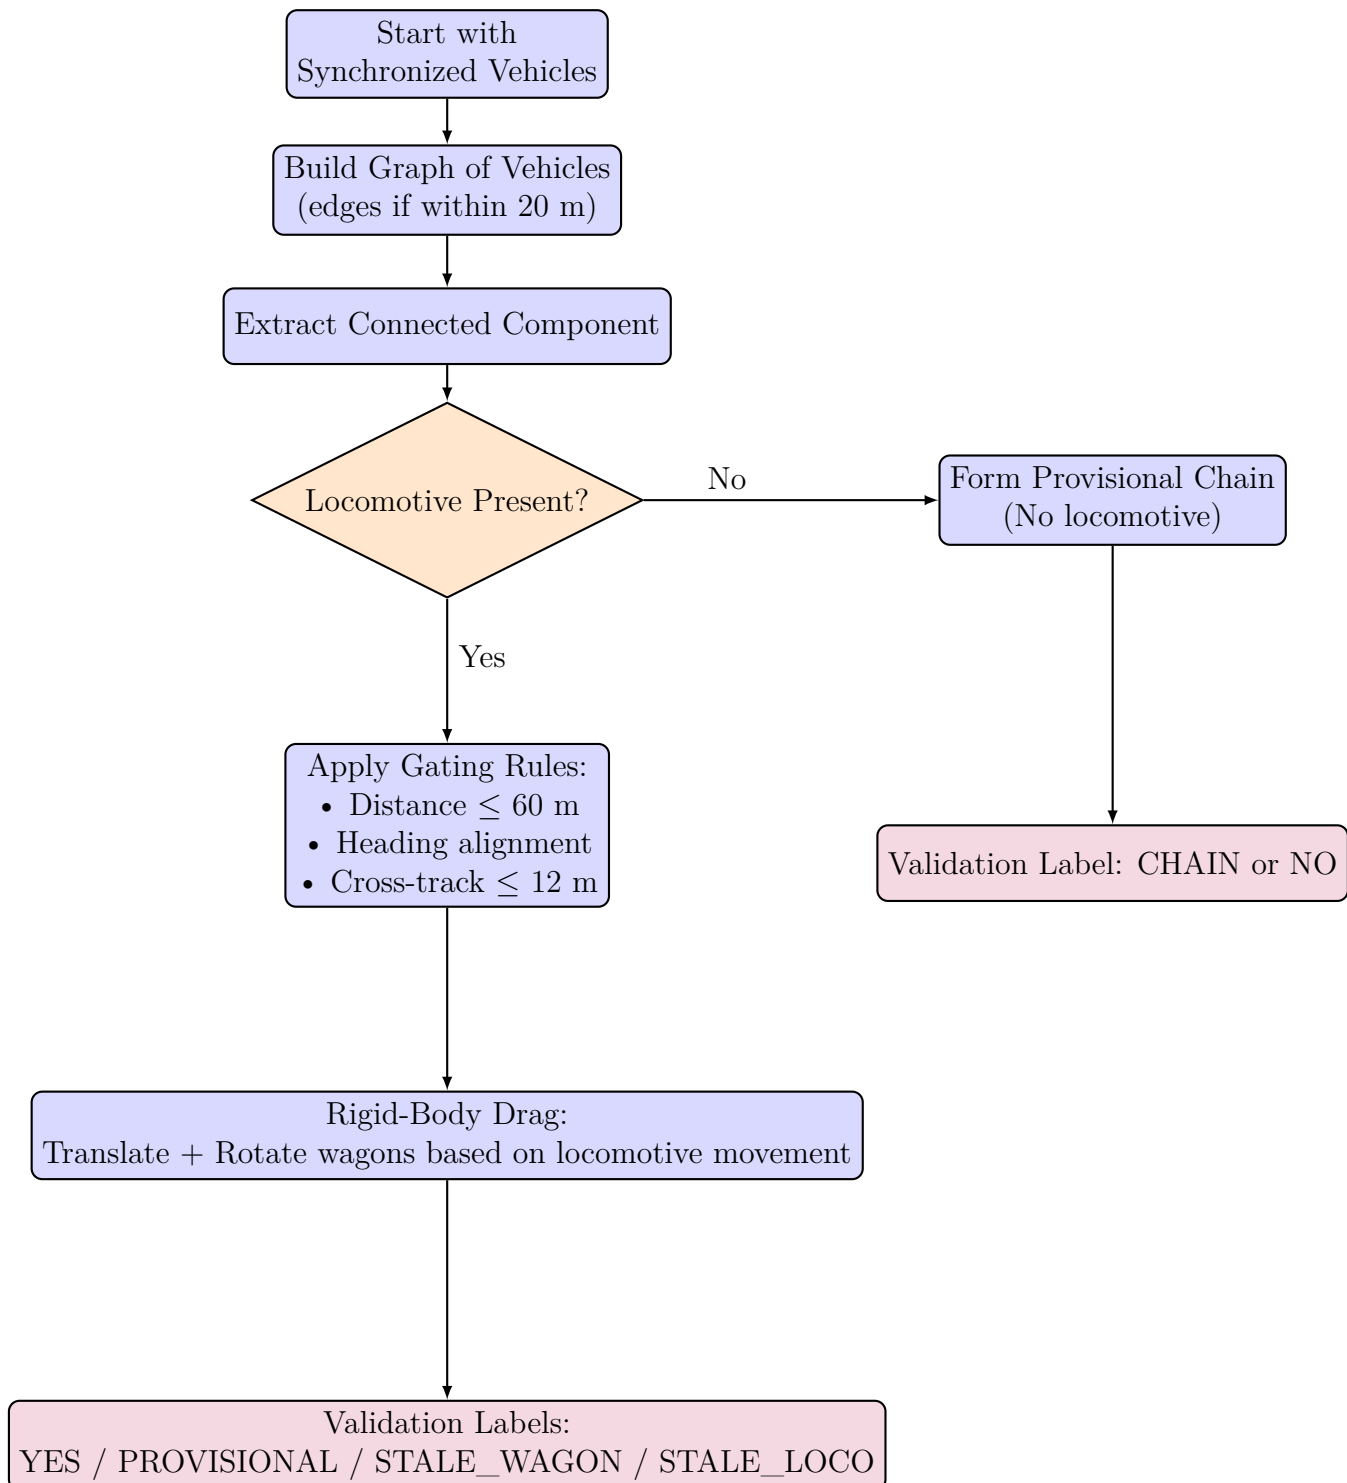 Start with
Synchronized Vehicles
Build Graph of Vehicles
(edges if within 20 m)
Extract Connected Component
Locomotive Present?
No
Form Provisional Chain
(No locomotive)
Yes
Apply Gating Rules:
• Distance ≤ 60 m
• Heading alignment
• Cross-track ≤ 12 m
Validation Label: CHAIN or NO
Rigid-Body Drag:
Translate + Rotate wagons based on locomotive movement
Validation Labels:
YES / PROVISIONAL / STALE_WAGON / STALE_LOCO